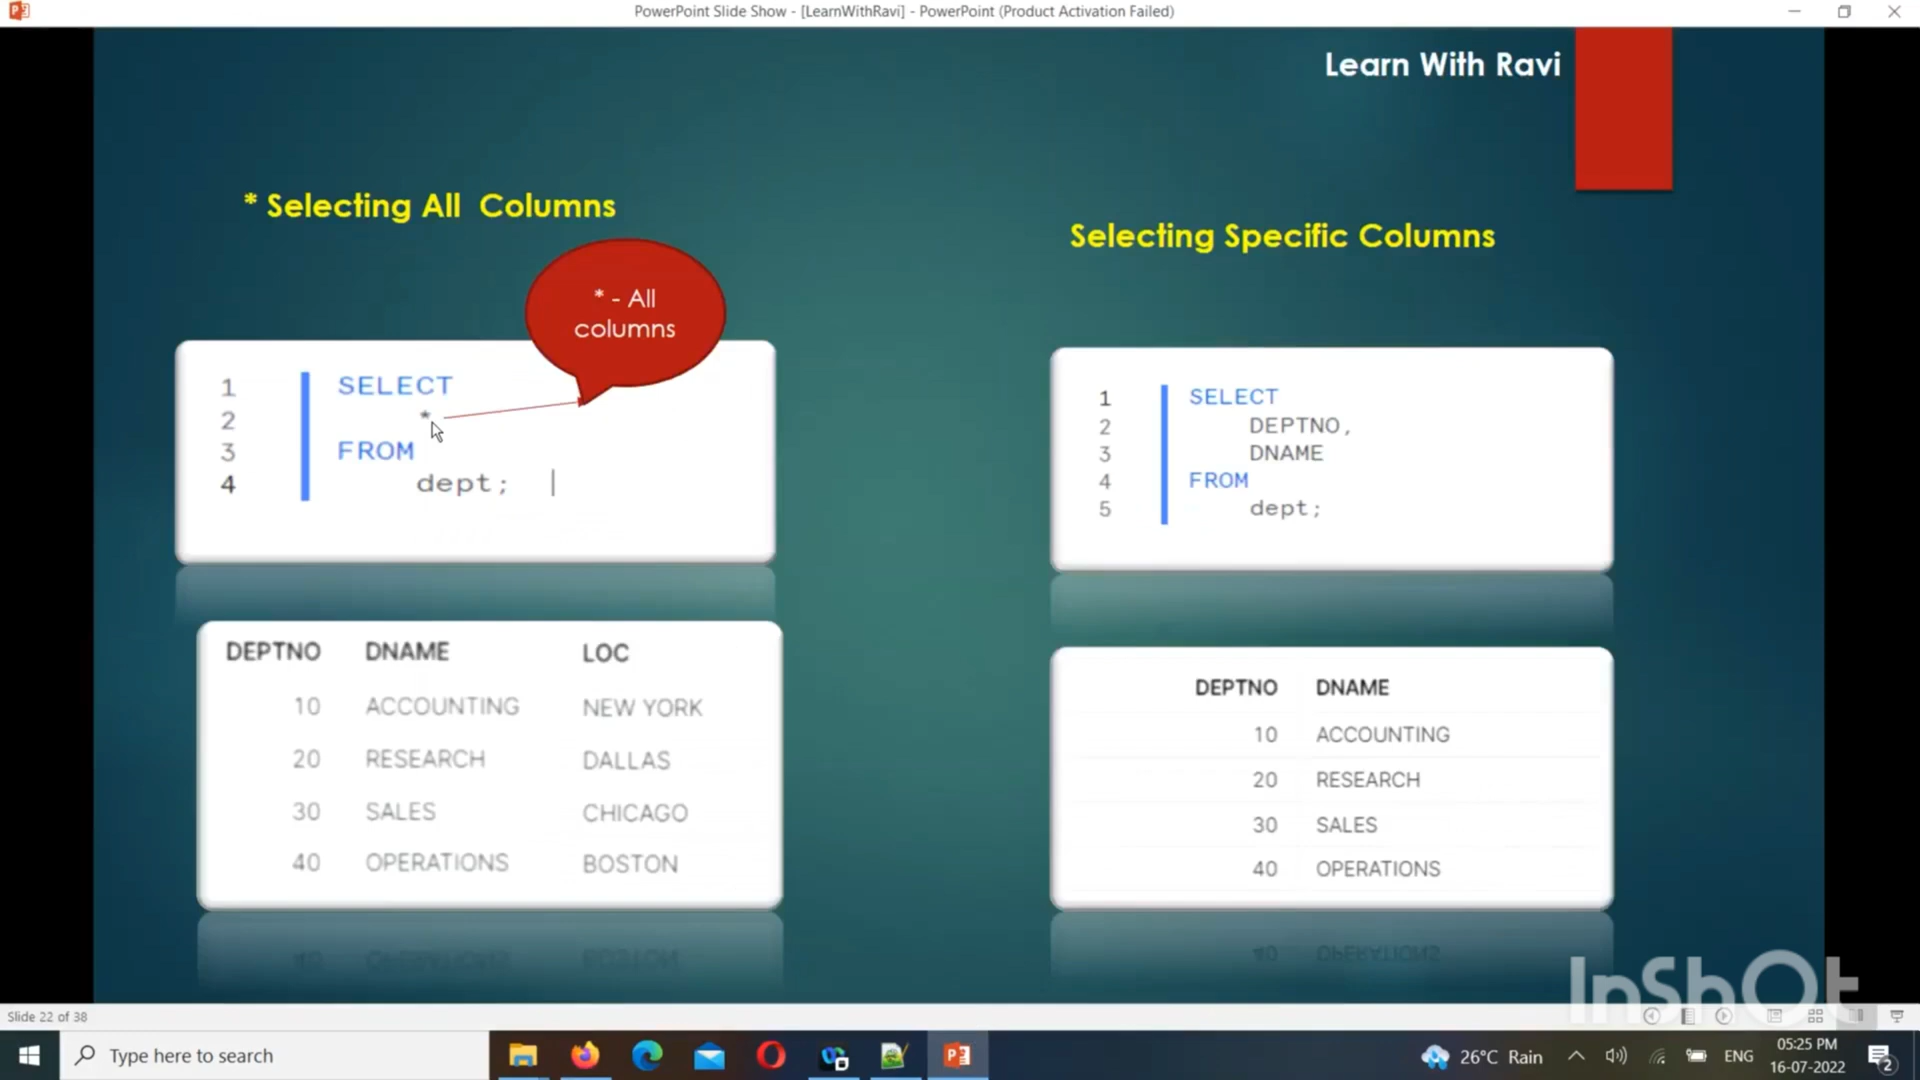 PowerPoint Slide Show - [LearnWithRavi] - PowerPoint (Product Activation Failed)
Learn With Ravi
* Selecting All Columns
Selecting Specific Columns
* - All
columns
1 SELECT
2 *
3 FROM
4 dept;
1 SELECT
2 DEPTNO,
3 DNAME
4 FROM
5 dept;
DEPTNO DNAME LOC
10 ACCOUNTING NEW YORK
20 RESEARCH DALLAS
30 SALES CHICAGO
40 OPERATIONS BOSTON
DEPTNO DNAME
10 ACCOUNTING
20 RESEARCH
30 SALES
40 OPERATIONS
InShOt
Slide 22 of 38
Type here to search
26°C Rain
ENG
05:25 PM
16-07-2022
2